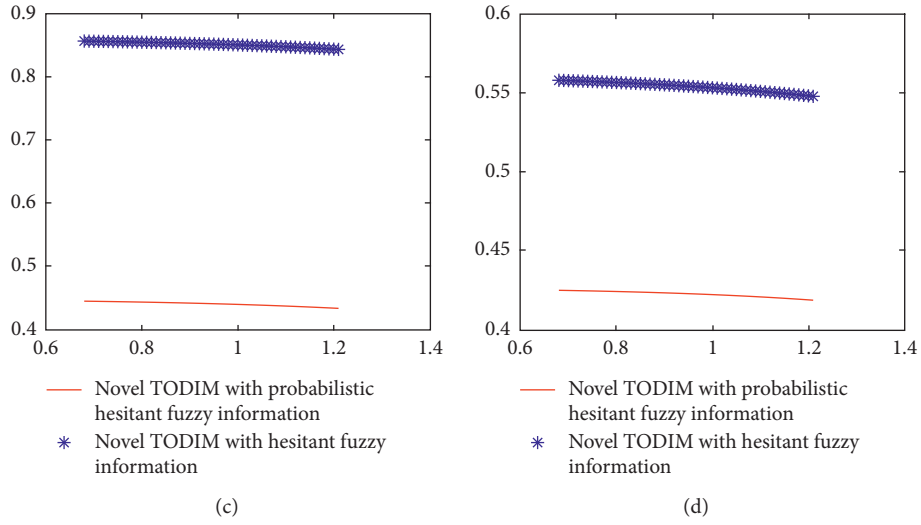 0.9
0.8
0.7
0.6
0.5
0.4
0.6
0.8
1
1.2
1.4
Novel TODIM with probabilistic
hesitant fuzzy information
Novel TODIM with hesitant fuzzy
information
(c)
0.6
0.55
0.5
0.45
0.4
0.6
0.8
1
1.2
1.4
Novel TODIM with probabilistic
hesitant fuzzy information
Novel TODIM with hesitant fuzzy
information
(d)